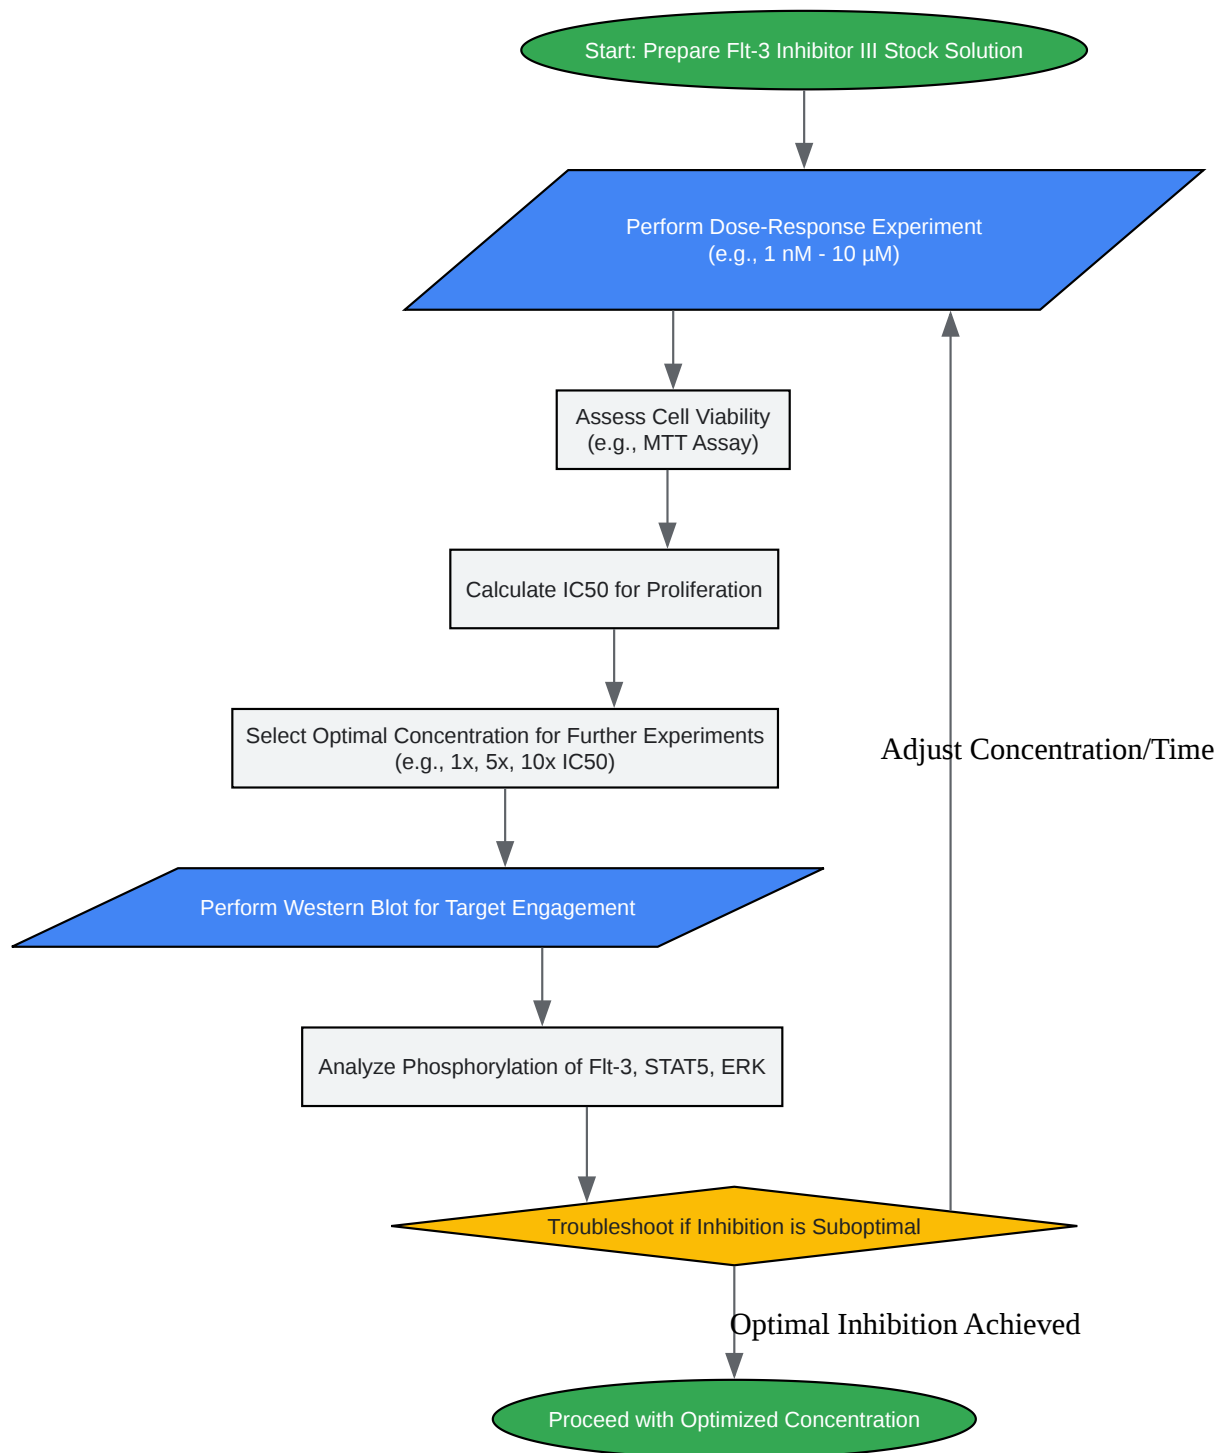 Start: Prepare Flt-3 Inhibitor III Stock Solution
Perform Dose-Response Experiment
(e.g., 1 nM - 10 µM)
Assess Cell Viability
(e.g., MTT Assay)
Calculate IC50 for Proliferation
Select Optimal Concentration for Further Experiments
(e.g., 1x, 5x, 10x IC50)
Adjust Concentration/Time
Perform Western Blot for Target Engagement
Analyze Phosphorylation of Flt-3, STAT5, ERK
Troubleshoot if Inhibition is Suboptimal
Optimal Inhibition Achieved
Proceed with Optimized Concentration